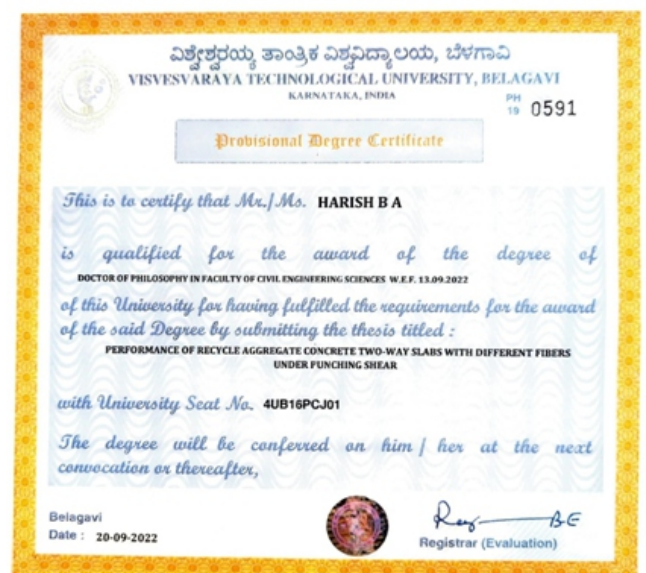 ವಿಶ್ವೇಶ್ವರಯ್ಯ ತಾಂತ್ರಿಕ ವಿಶ್ವವಿದ್ಯಾಲಯ, ಬೆಳಗಾವಿ
VISVESVARAYA TECHNOLOGICAL UNIVERSITY, BELAGAVI
KARNATAKA, INDIA
PH 19 0591
Provisional Degree Certificate
This is to certify that Mr./Ms. HARISH B A
is qualified for the award of the degree of
DOCTOR OF PHILOSOPHY IN FACULTY OF CIVIL ENGINEERING SCIENCES W.E.F. 13.09.2022
of this University for having fulfilled the requirements for the award
of the said Degree by submitting the thesis titled :
PERFORMANCE OF RECYCLE AGGREGATE CONCRETE TWO-WAY SLABS WITH DIFFERENT FIBERS
UNDER PUNCHING SHEAR
with University Seat No. 4UB16PCJ01
The degree will be conferred on him / her at the next
convocation or thereafter,
Belagavi
Date : 20-09-2022
Registrar (Evaluation)